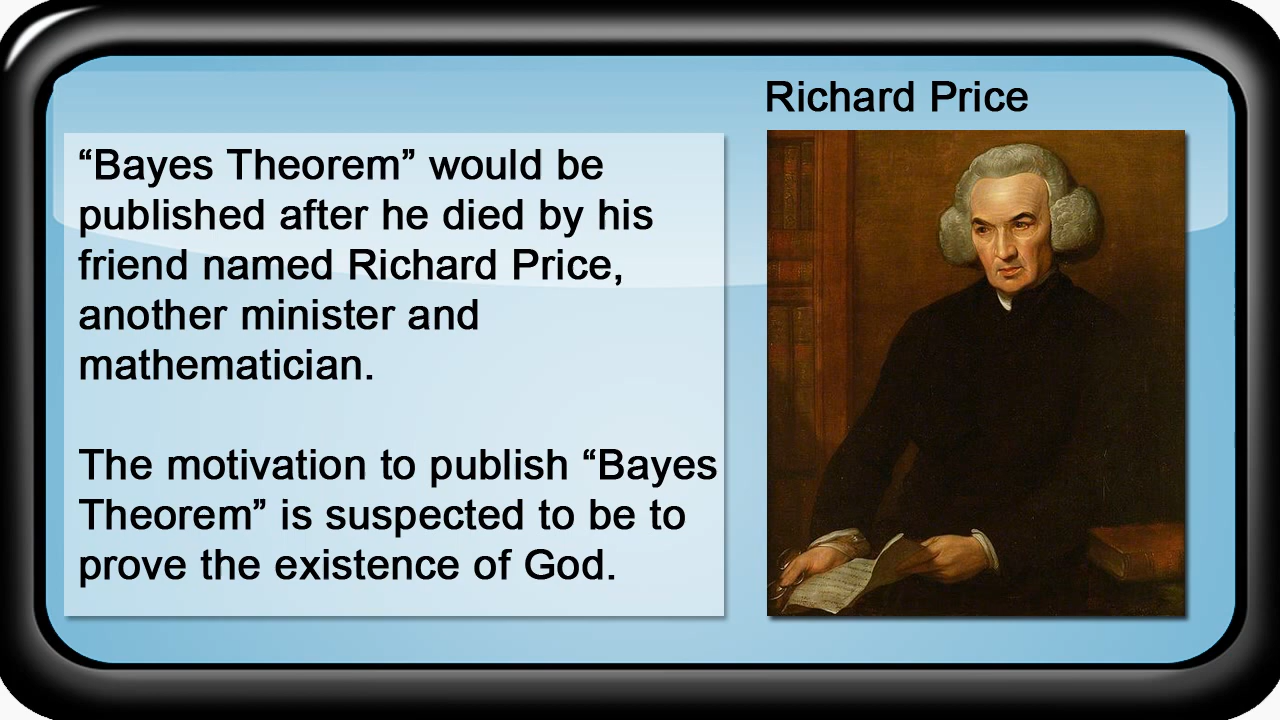 Richard Price
“Bayes Theorem” would be
published after he died by his
friend named Richard Price,
another minister and
mathematician.
The motivation to publish “Bayes
Theorem” is suspected to be to
prove the existence of God.